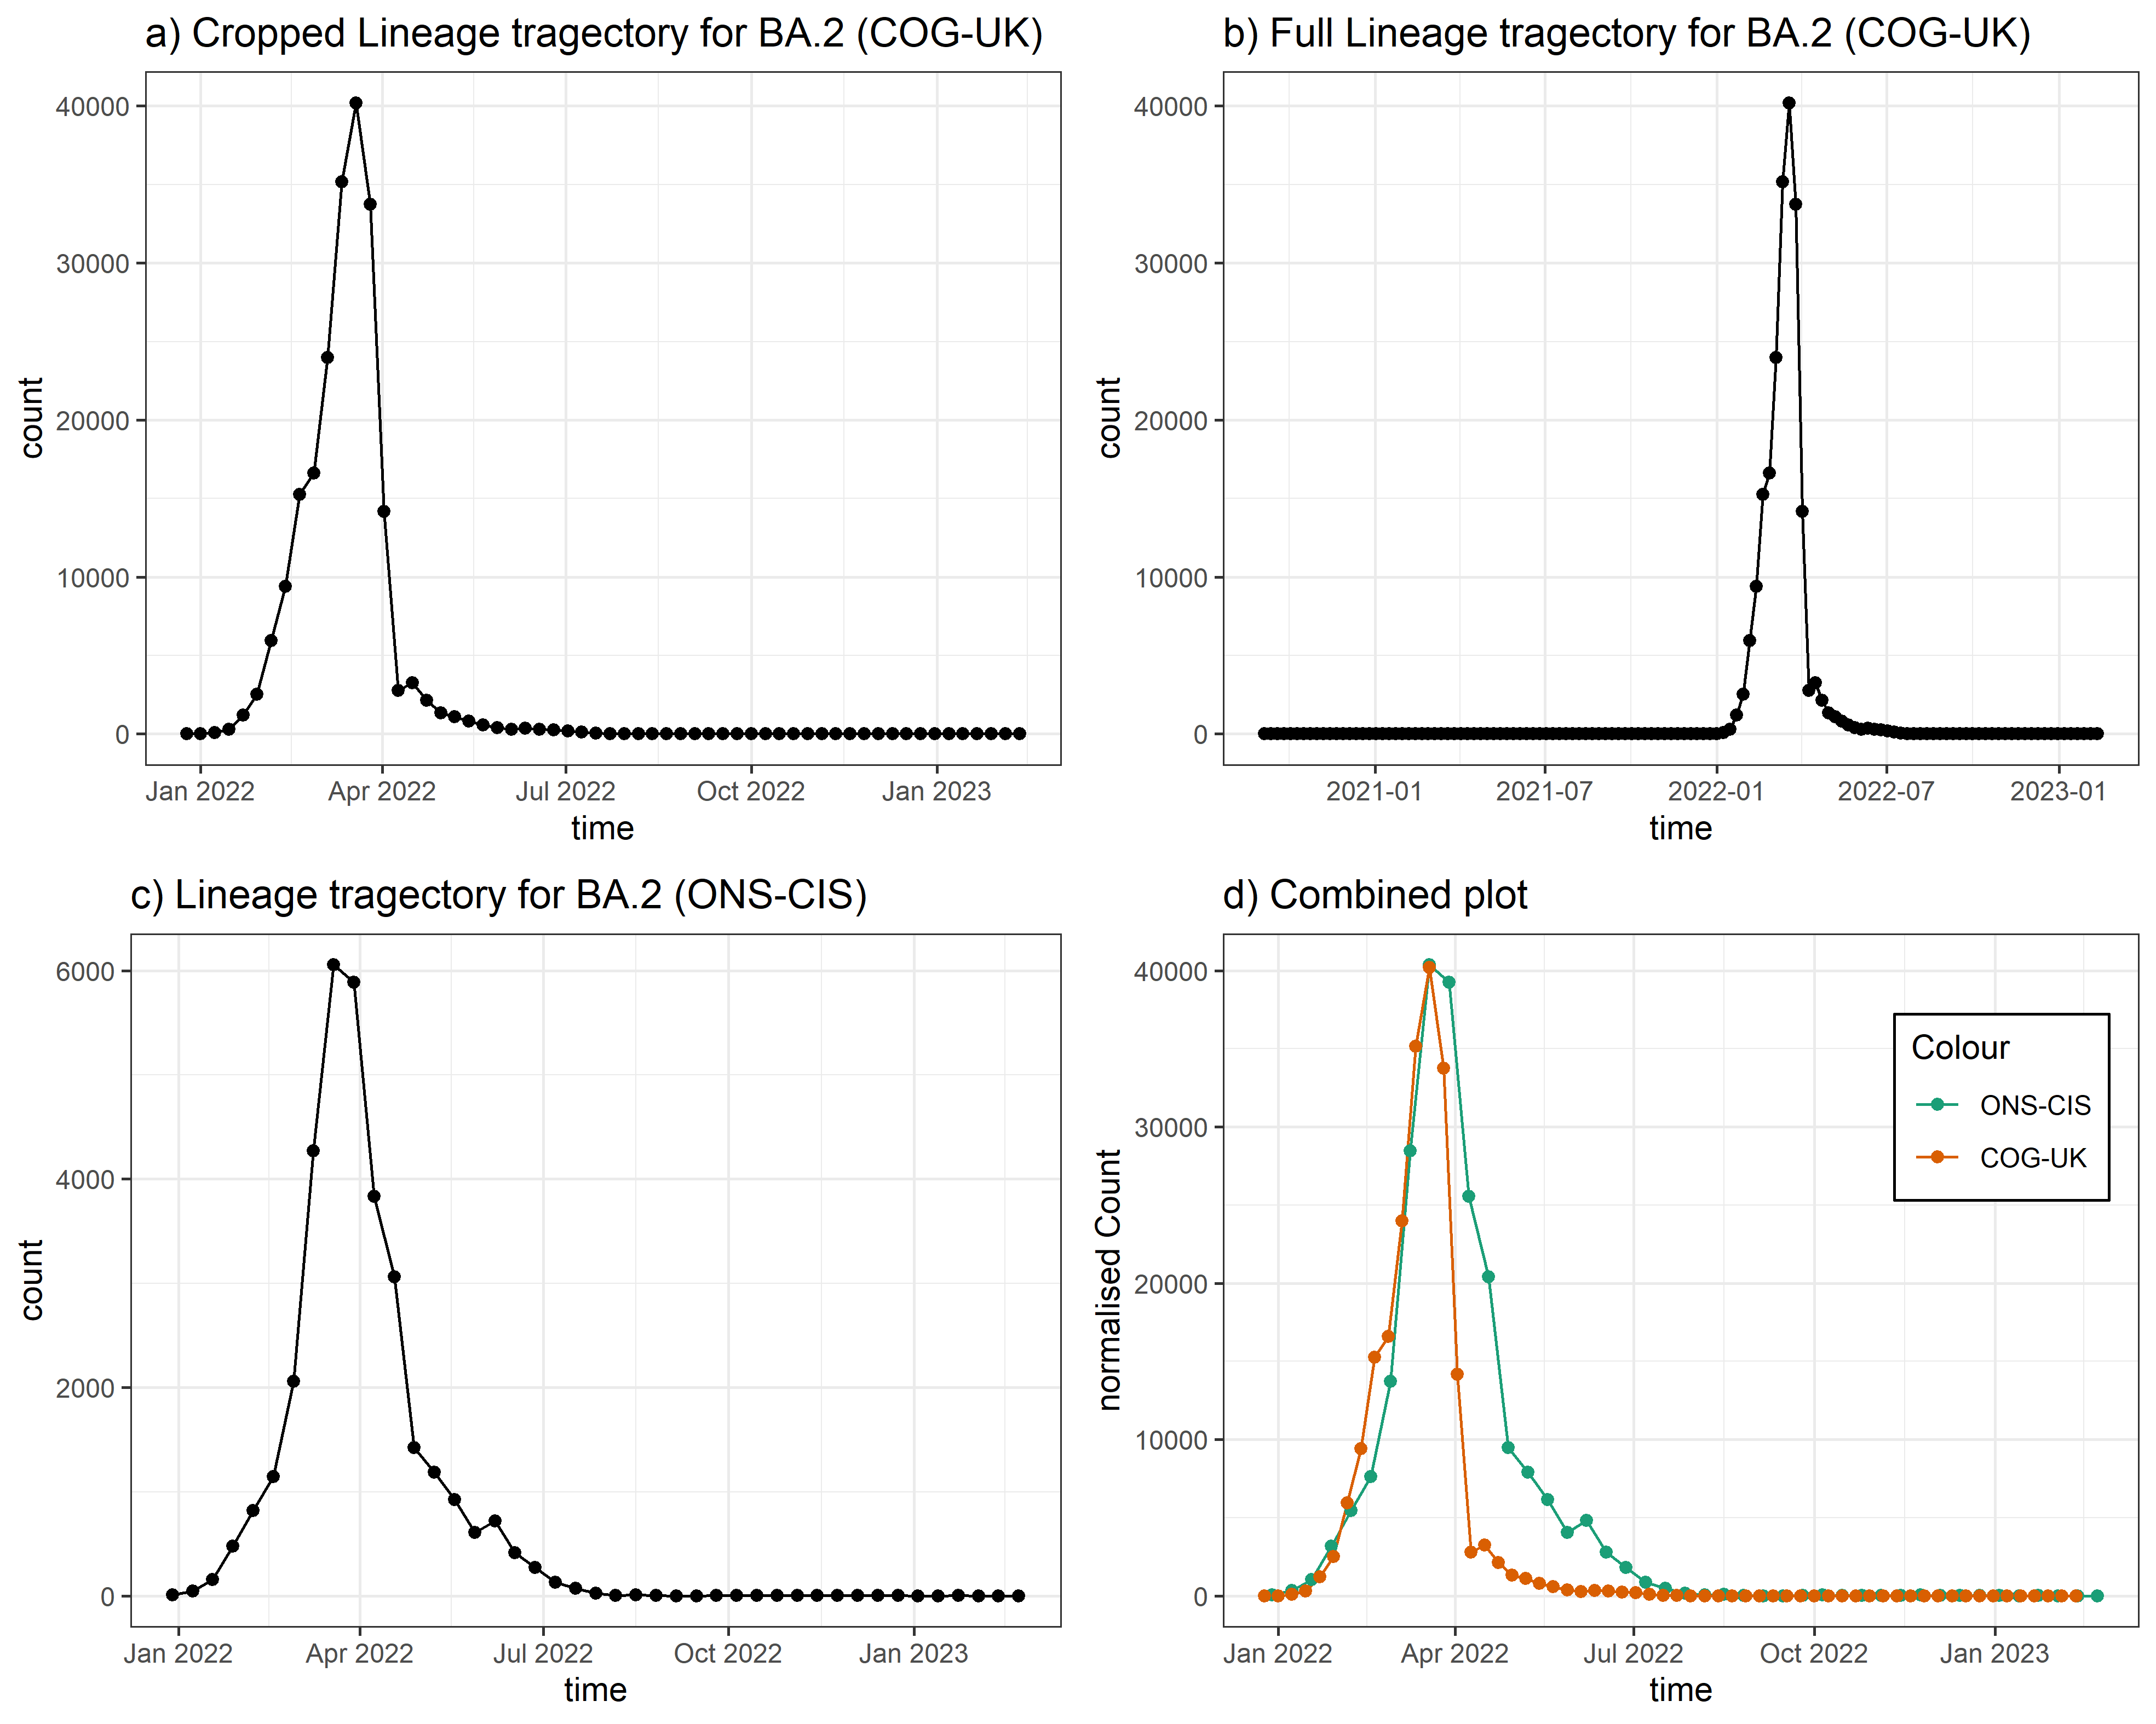 a) Cropped Lineage tragectory for BA.2 (COG-UK)
40000
30000
20000
10000
0
count
Jan 2022 Apr 2022 Jul 2022 Oct 2022 Jan 2023
time
b) Full Lineage tragectory for BA.2 (COG-UK)
40000
30000
20000
10000
0
count
2021-01 2021-07 2022-01 2022-07 2023-01
time
c) Lineage tragectory for BA.2 (ONS-CIS)
6000
4000
2000
0
count
Jan 2022 Apr 2022 Jul 2022 Oct 2022 Jan 2023
time
d) Combined plot
40000
30000
20000
10000
0
normalised Count
Colour
ONS-CIS
COG-UK
Jan 2022 Apr 2022 Jul 2022 Oct 2022 Jan 2023
time